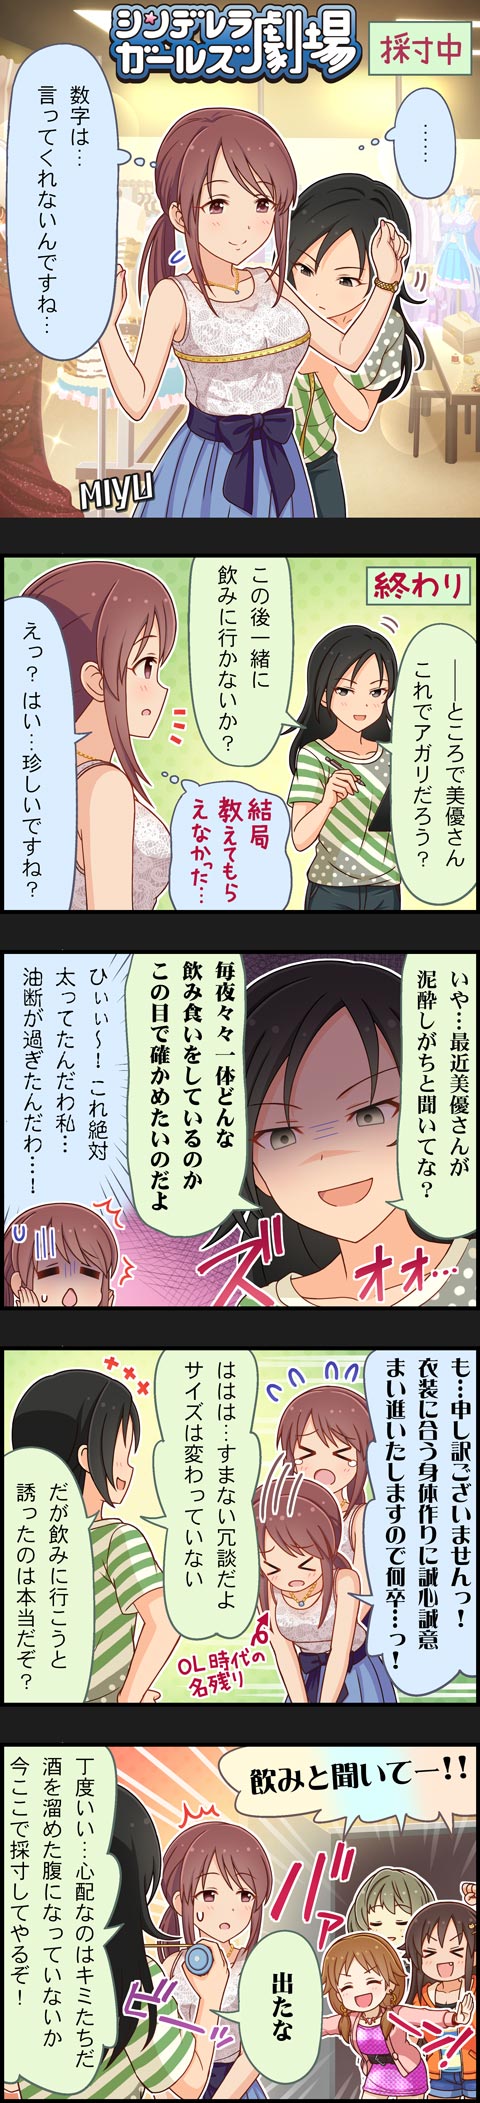 シンデレラ
ガールズ劇場
採寸中
……
数字は…
言ってくれないんですね…
MIYU
終わり
――ところで美優さん
これでアガリだろう?
この後一緒に
飲みに行かないか?
えっ? はい…珍しいですね?
結局
教えてもら
えなかった…
いや…最近美優さんが
泥酔しがちと聞いてな?
毎夜々々一体どんな
飲み食いをしているのか
この目で確かめたいのだよ
オオォ…
ズ
ひぃぃ~! これ絶対
太ってたんだわ私…
油断が過ぎたんだわ…!
も…申し訳ございませんっ!
衣装に合う身体作りに誠心誠意
まい進いたしますので何卒…っ!
ははは…すまない冗談だよ
サイズは変わっていない
OL時代の
名残り
だが飲みに行こうと
誘ったのは本当だぞ?
飲みと聞いてー!!
バァーン!
出たな
ビーッ
丁度いい…心配なのはキミたちだ
酒を溜めた腹になっていないか
今ここで採寸してやるぞ!